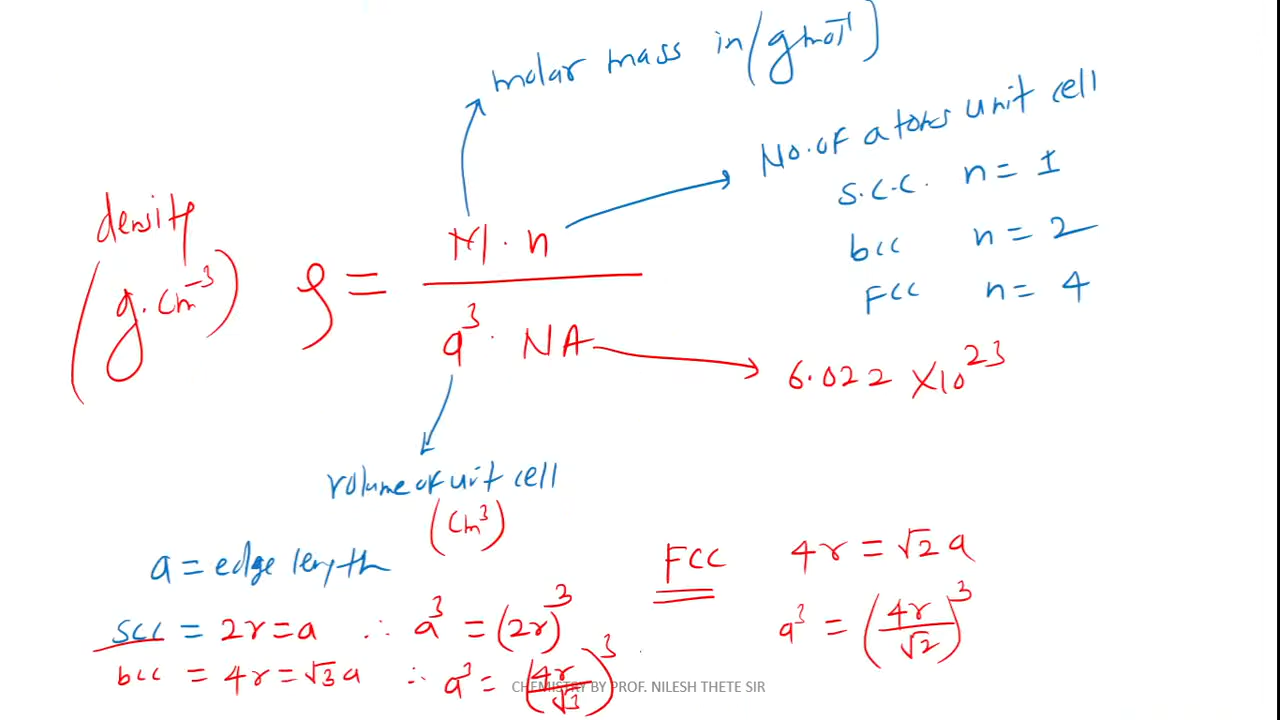 molar mass in (g mol⁻¹)
No. of atoms unit cell
S.C.C. n = 1
bcc n = 2
FCC n = 4
density
(g.cm⁻³) ρ = M · n / a³ · NA
6.022 ×10²³
volume of unit cell
(cm³)
a = edge length
SCC = 2r = a ∴ a³ = (2r)³
bcc = 4r = √3 a ∴ a³ = (4r/√3)³
FCC 4r = √2 a
a³ = (4r/√2)³
CHEMISTRY BY PROF. NILESH THETE SIR